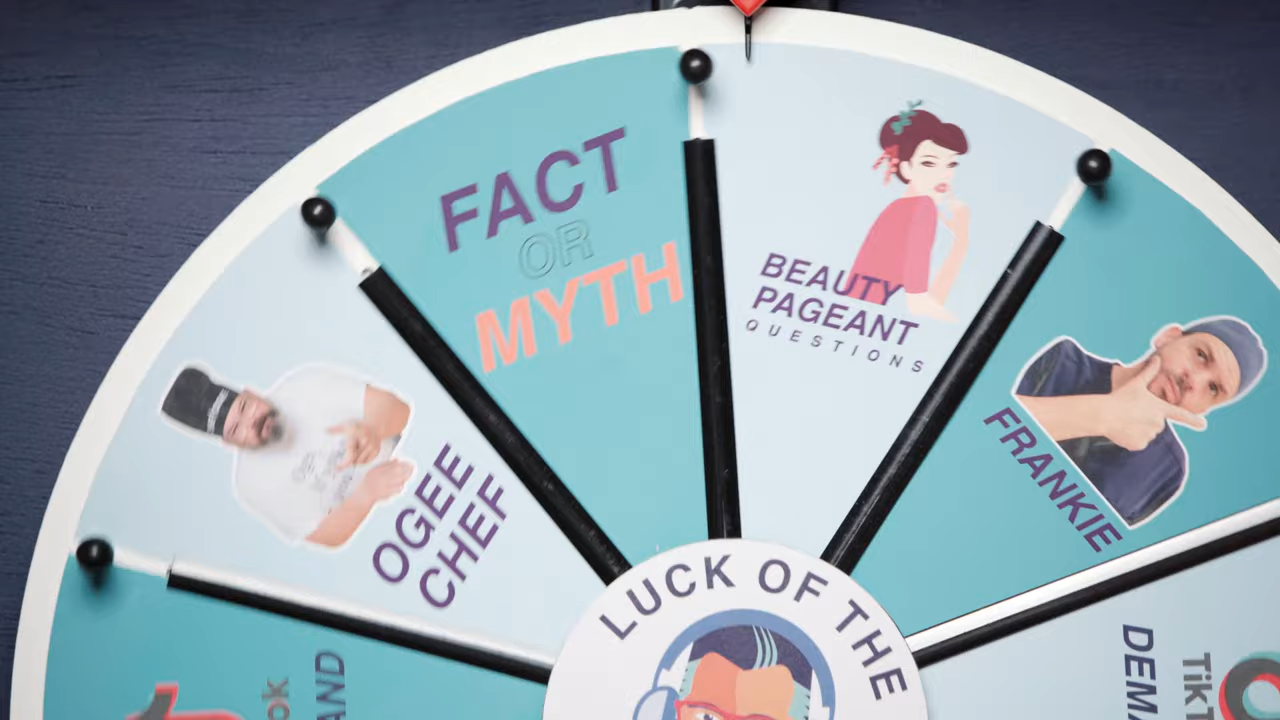 FACT
OR
MYTH
BEAUTY
PAGEANT
QUESTIONS
FRANKIE
OGEE
CHEF
LUCK OF THE